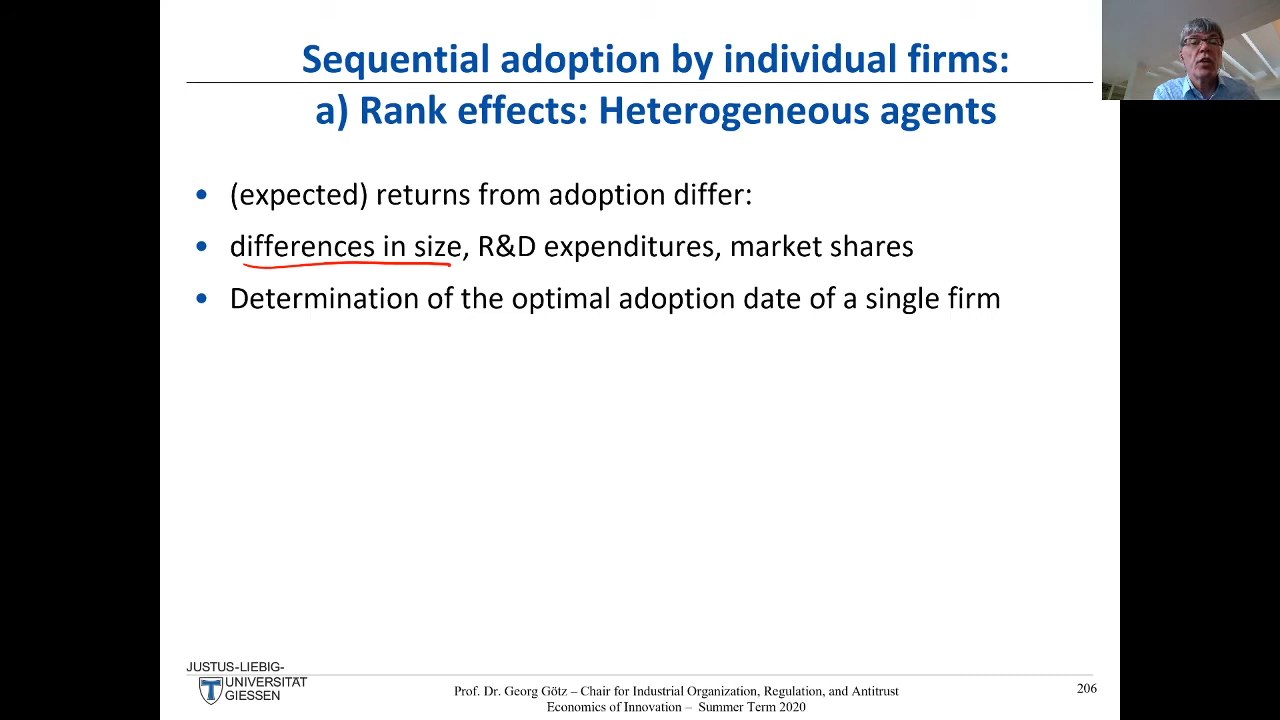 Sequential adoption by individual firms:
a) Rank effects: Heterogeneous agents
• (expected) returns from adoption differ:
• differences in size, R&D expenditures, market shares
• Determination of the optimal adoption date of a single firm
JUSTUS-LIEBIG-
UNIVERSITÄT
GIESSEN
Prof. Dr. Georg Götz – Chair for Industrial Organization, Regulation, and Antitrust
Economics of Innovation – Summer Term 2020
206